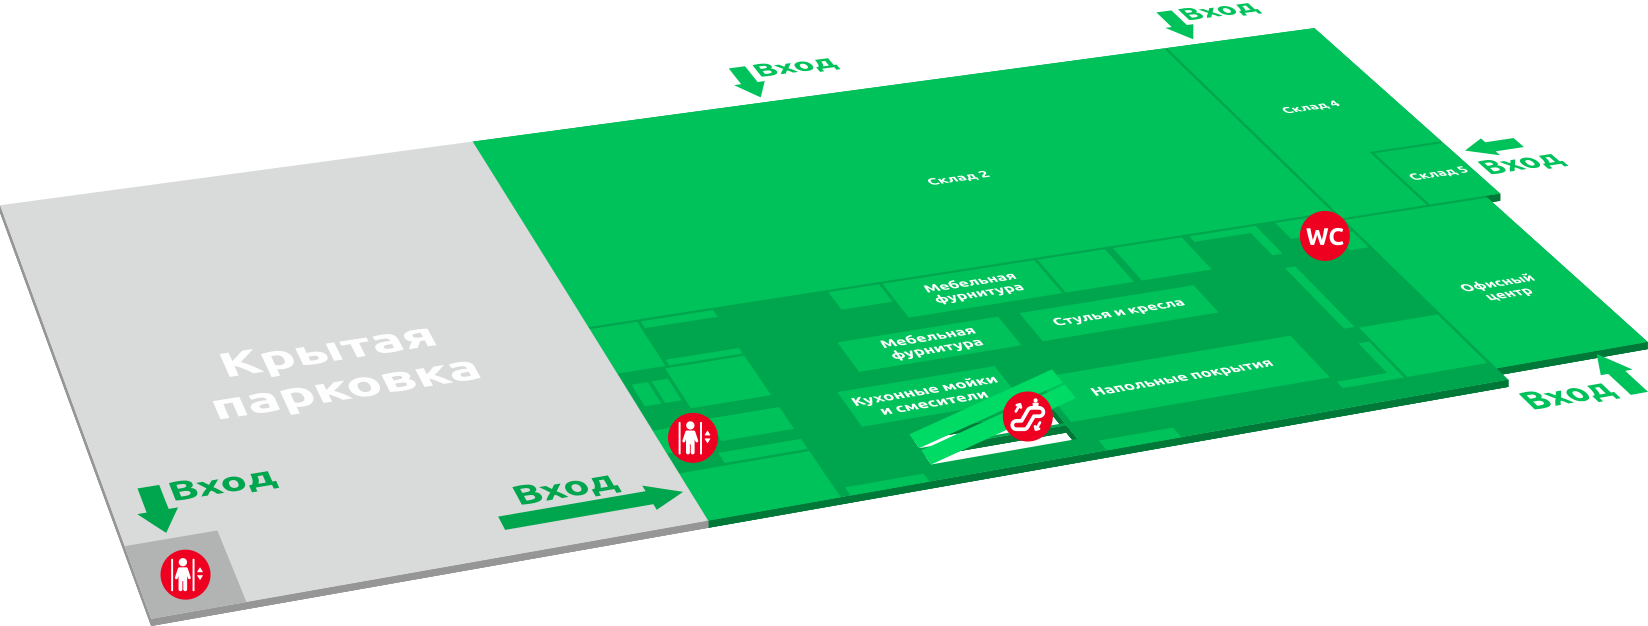 Вход
Вход
Склад 4
Вход
Склад 5
Склад 2
WC
Мебельная
фурнитура
Офисный
центр
Стулья и кресла
Мебельная
фурнитура
Крытая
парковка
Кухонные мойки
и смесители
Напольные покрытия
Вход
Вход
Вход